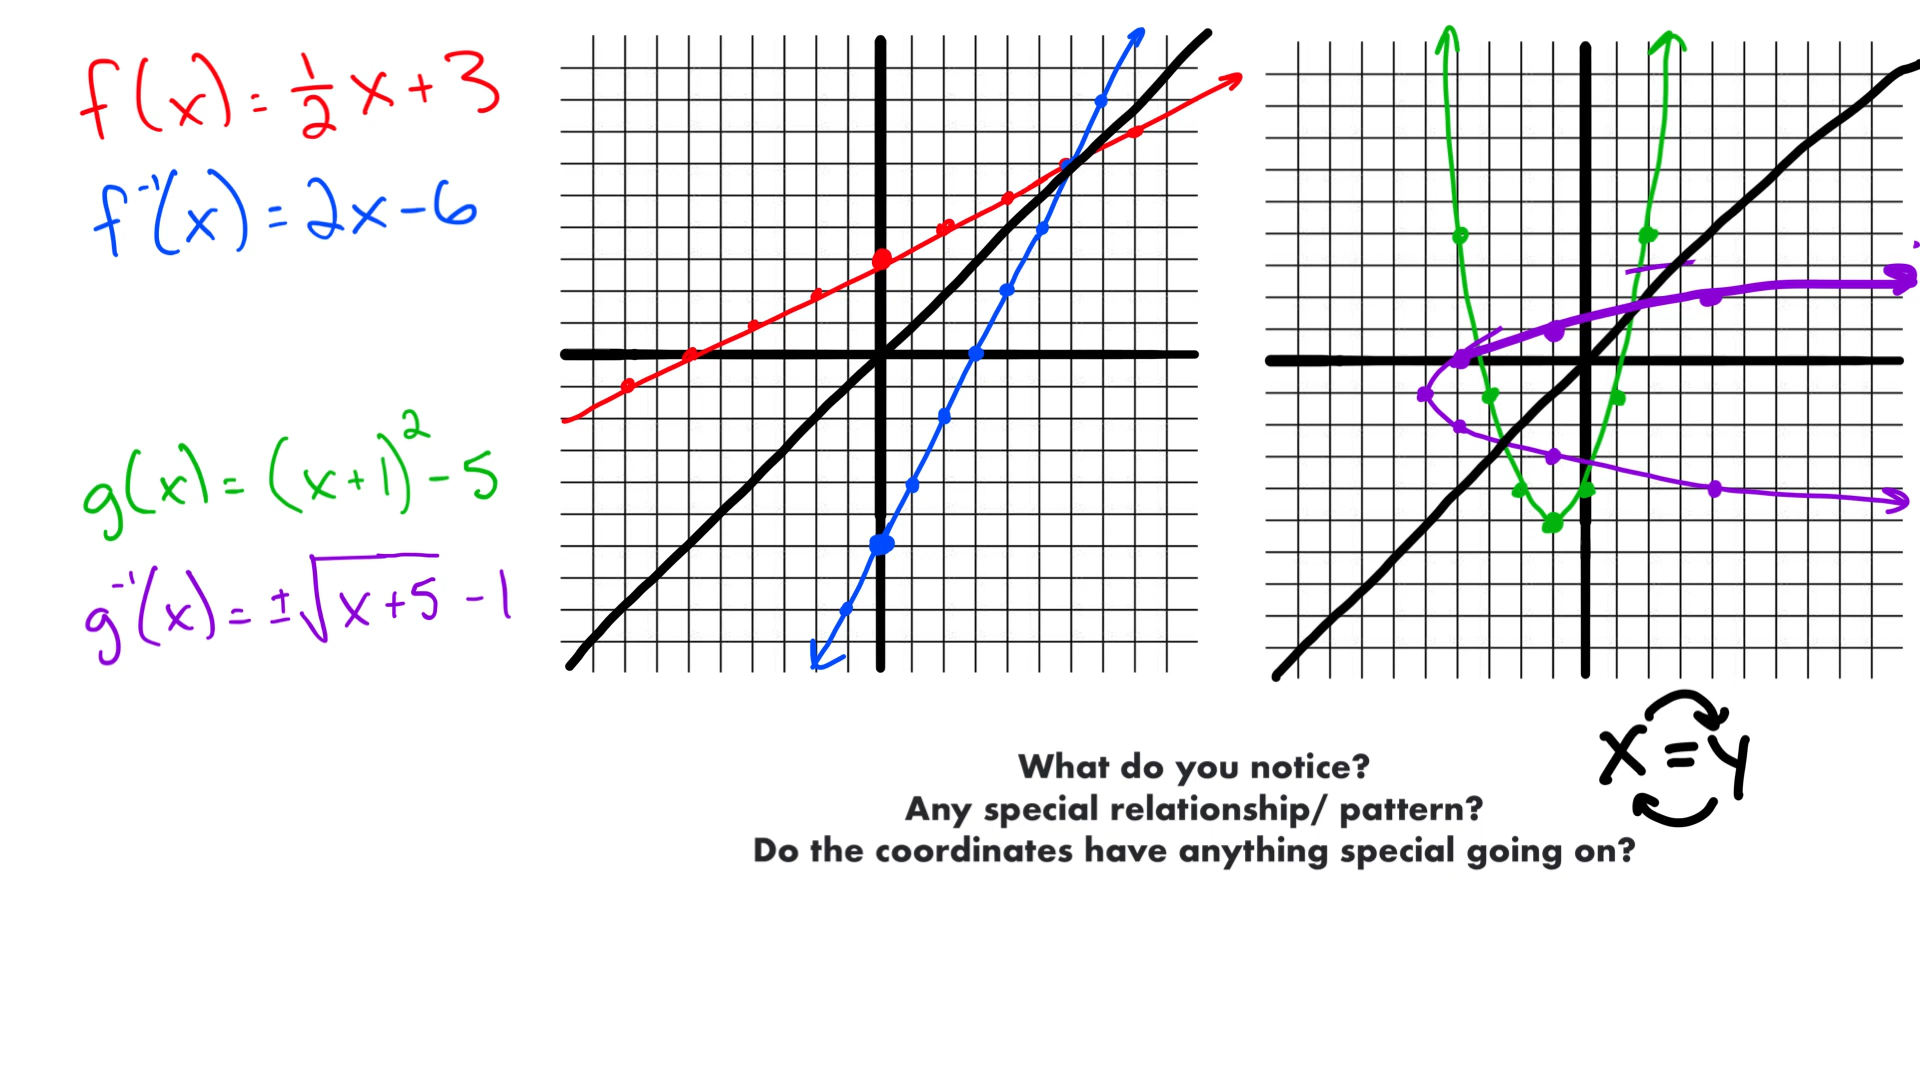 f(x) = 1/2 x + 3
f⁻¹(x) = 2x - 6
g(x) = (x+1)² - 5
g⁻¹(x) = ±√(x+5) - 1
x = y
What do you notice?
Any special relationship/ pattern?
Do the coordinates have anything special going on?